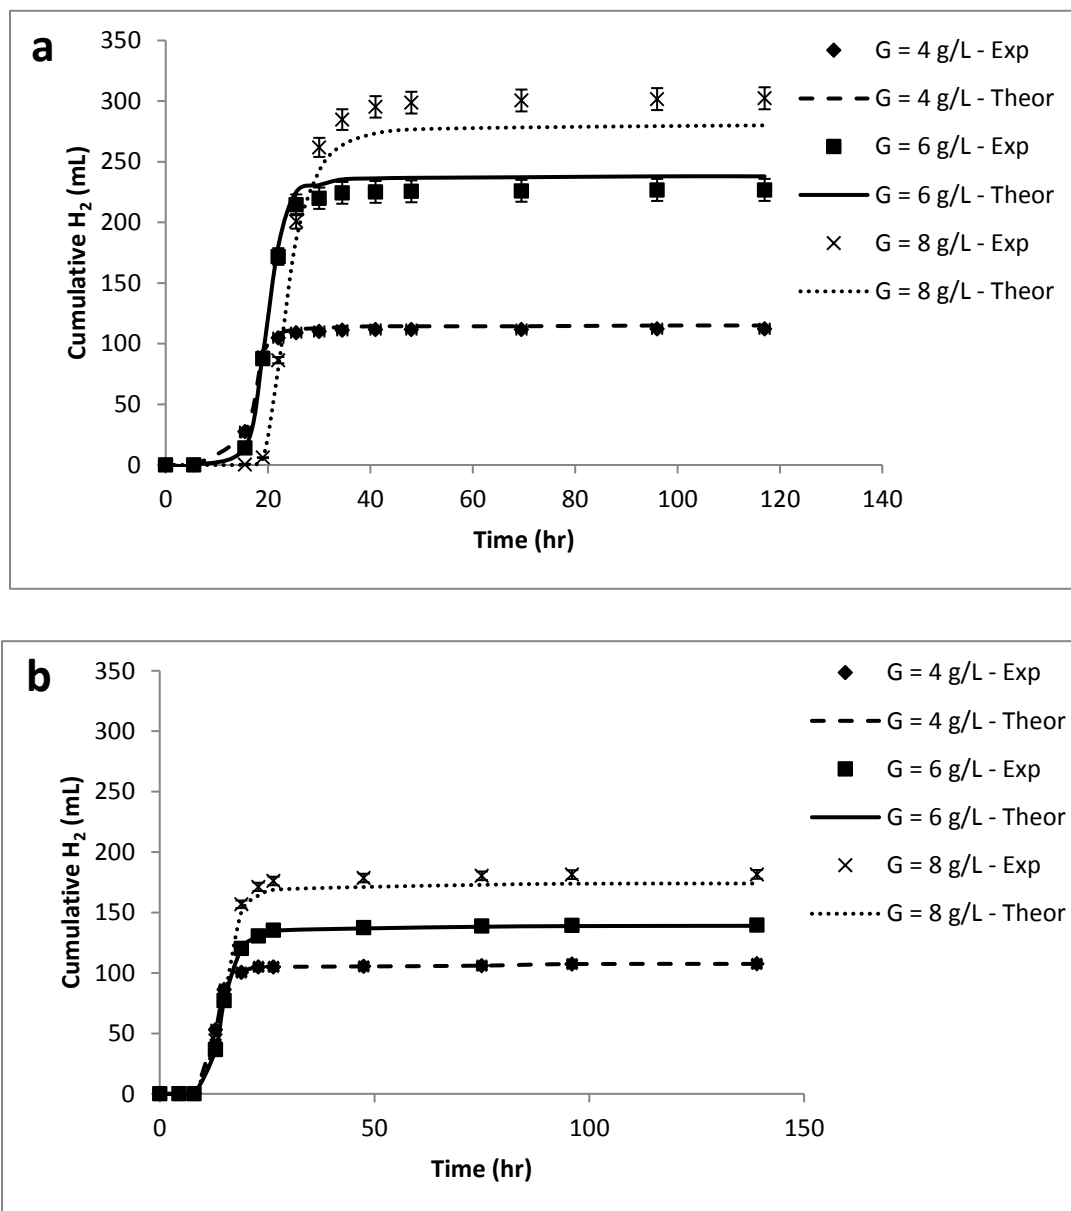 a
350
300
250
200
150
100
50
0
Cumulative H2 (mL)
0 20 40 60 80 100 120 140
Time (hr)
G = 4 g/L - Exp
G = 4 g/L - Theor
G = 6 g/L - Exp
G = 6 g/L - Theor
G = 8 g/L - Exp
G = 8 g/L - Theor
b
350
300
250
200
150
100
50
0
Cumulative H2 (mL)
0 50 100 150
Time (hr)
G = 4 g/L - Exp
G = 4 g/L - Theor
G = 6 g/L - Exp
G = 6 g/L - Theor
G = 8 g/L - Exp
G = 8 g/L - Theor